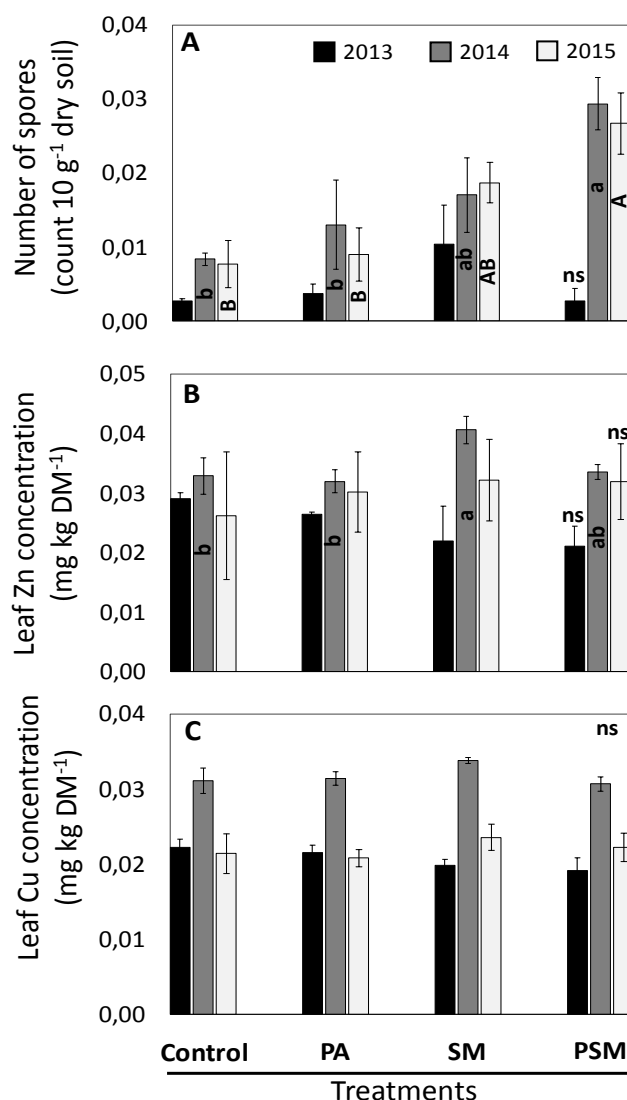 A
2013 2014 2015
Number of spores
(count 10 g-1 dry soil)
0,04
0,03
0,02
0,01
0,00
b B b B ab AB ns a A
B
Leaf Zn concentration
(mg kg DM-1)
0,05
0,04
0,03
0,02
0,01
0,00
b b a ns ab ns
C
Leaf Cu concentration
(mg kg DM-1)
0,04
0,03
0,02
0,01
0,00
ns
Control PA SM PSM
Treatments